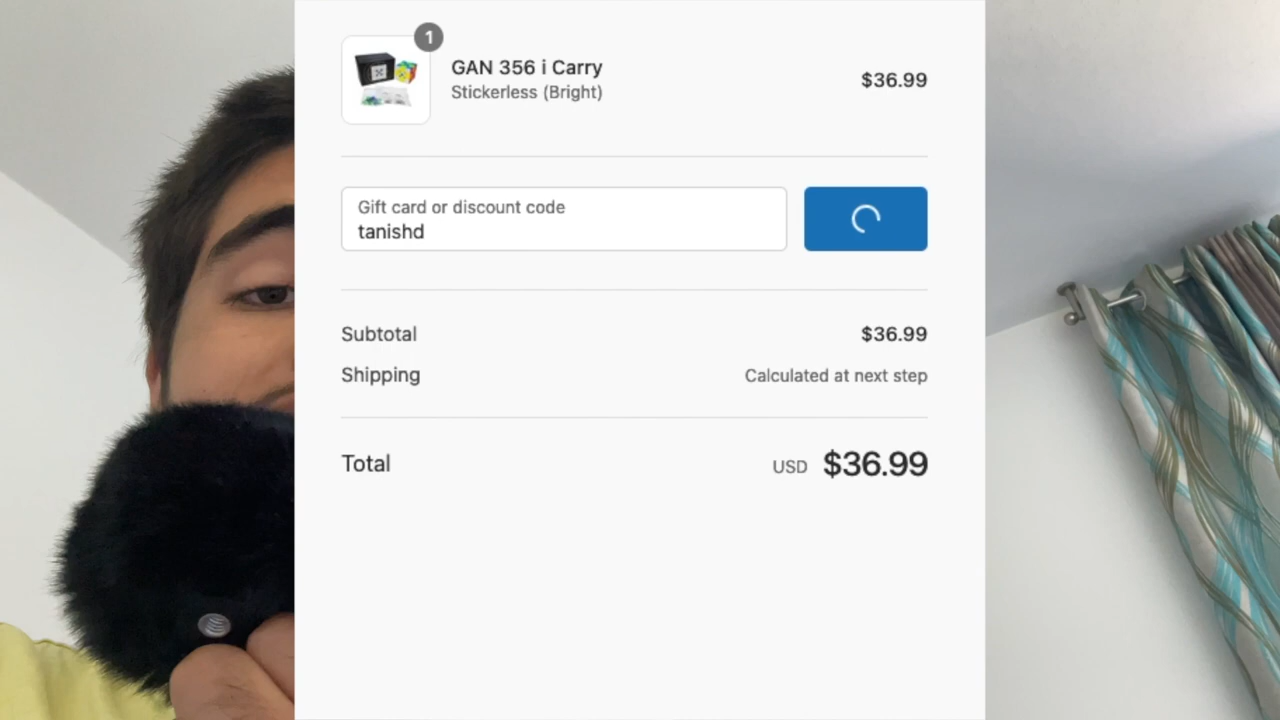 1
GAN 356 i Carry
Stickerless (Bright)
$36.99
Gift card or discount code
tanishd
Subtotal
$36.99
Shipping
Calculated at next step
Total
USD $36.99